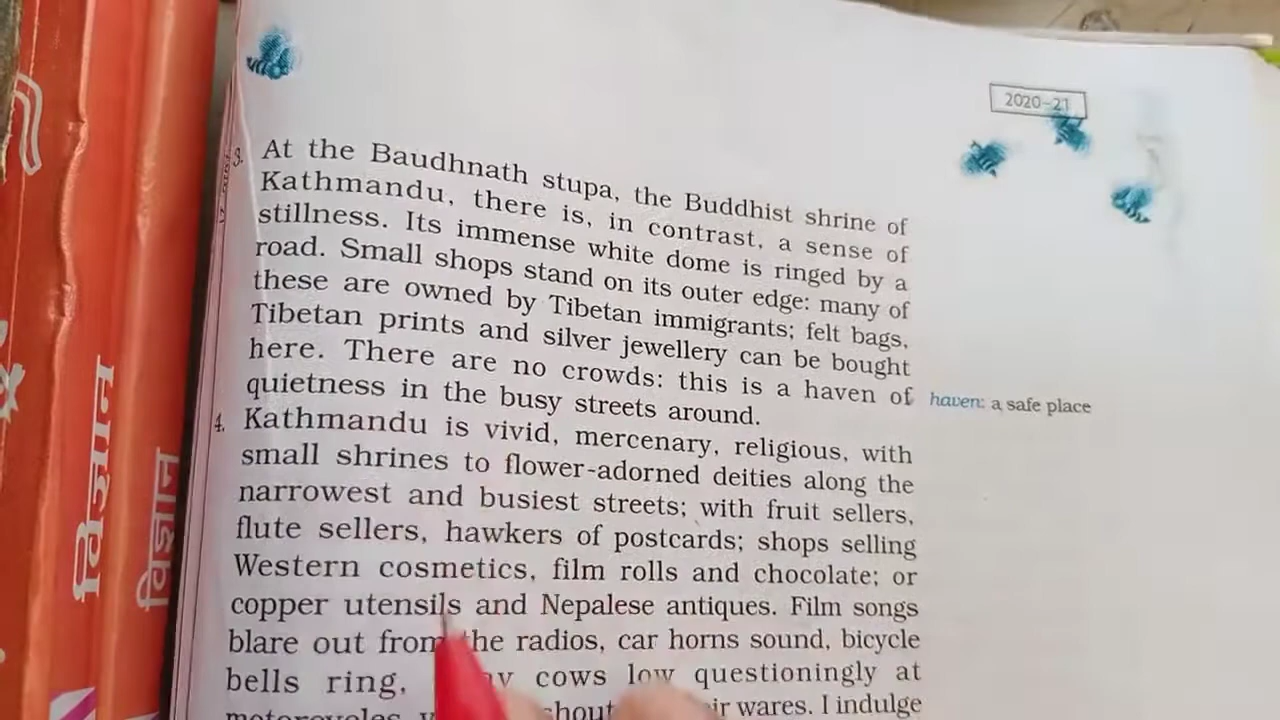 2020-21
3. At the Baudhnath stupa, the Buddhist shrine of
Kathmandu, there is, in contrast, a sense of
stillness. Its immense white dome is ringed by a
road. Small shops stand on its outer edge: many of
these are owned by Tibetan immigrants; felt bags,
Tibetan prints and silver jewellery can be bought
here. There are no crowds: this is a haven of
quietness in the busy streets around.
haven: a safe place
4. Kathmandu is vivid, mercenary, religious, with
small shrines to flower-adorned deities along the
narrowest and busiest streets; with fruit sellers,
flute sellers, hawkers of postcards; shops selling
Western cosmetics, film rolls and chocolate; or
copper utensils and Nepalese antiques. Film songs
blare out from the radios, car horns sound, bicycle
bells ring, cows low questioningly at
motorcycles wares. I indulge
विज्ञान
विज्ञान